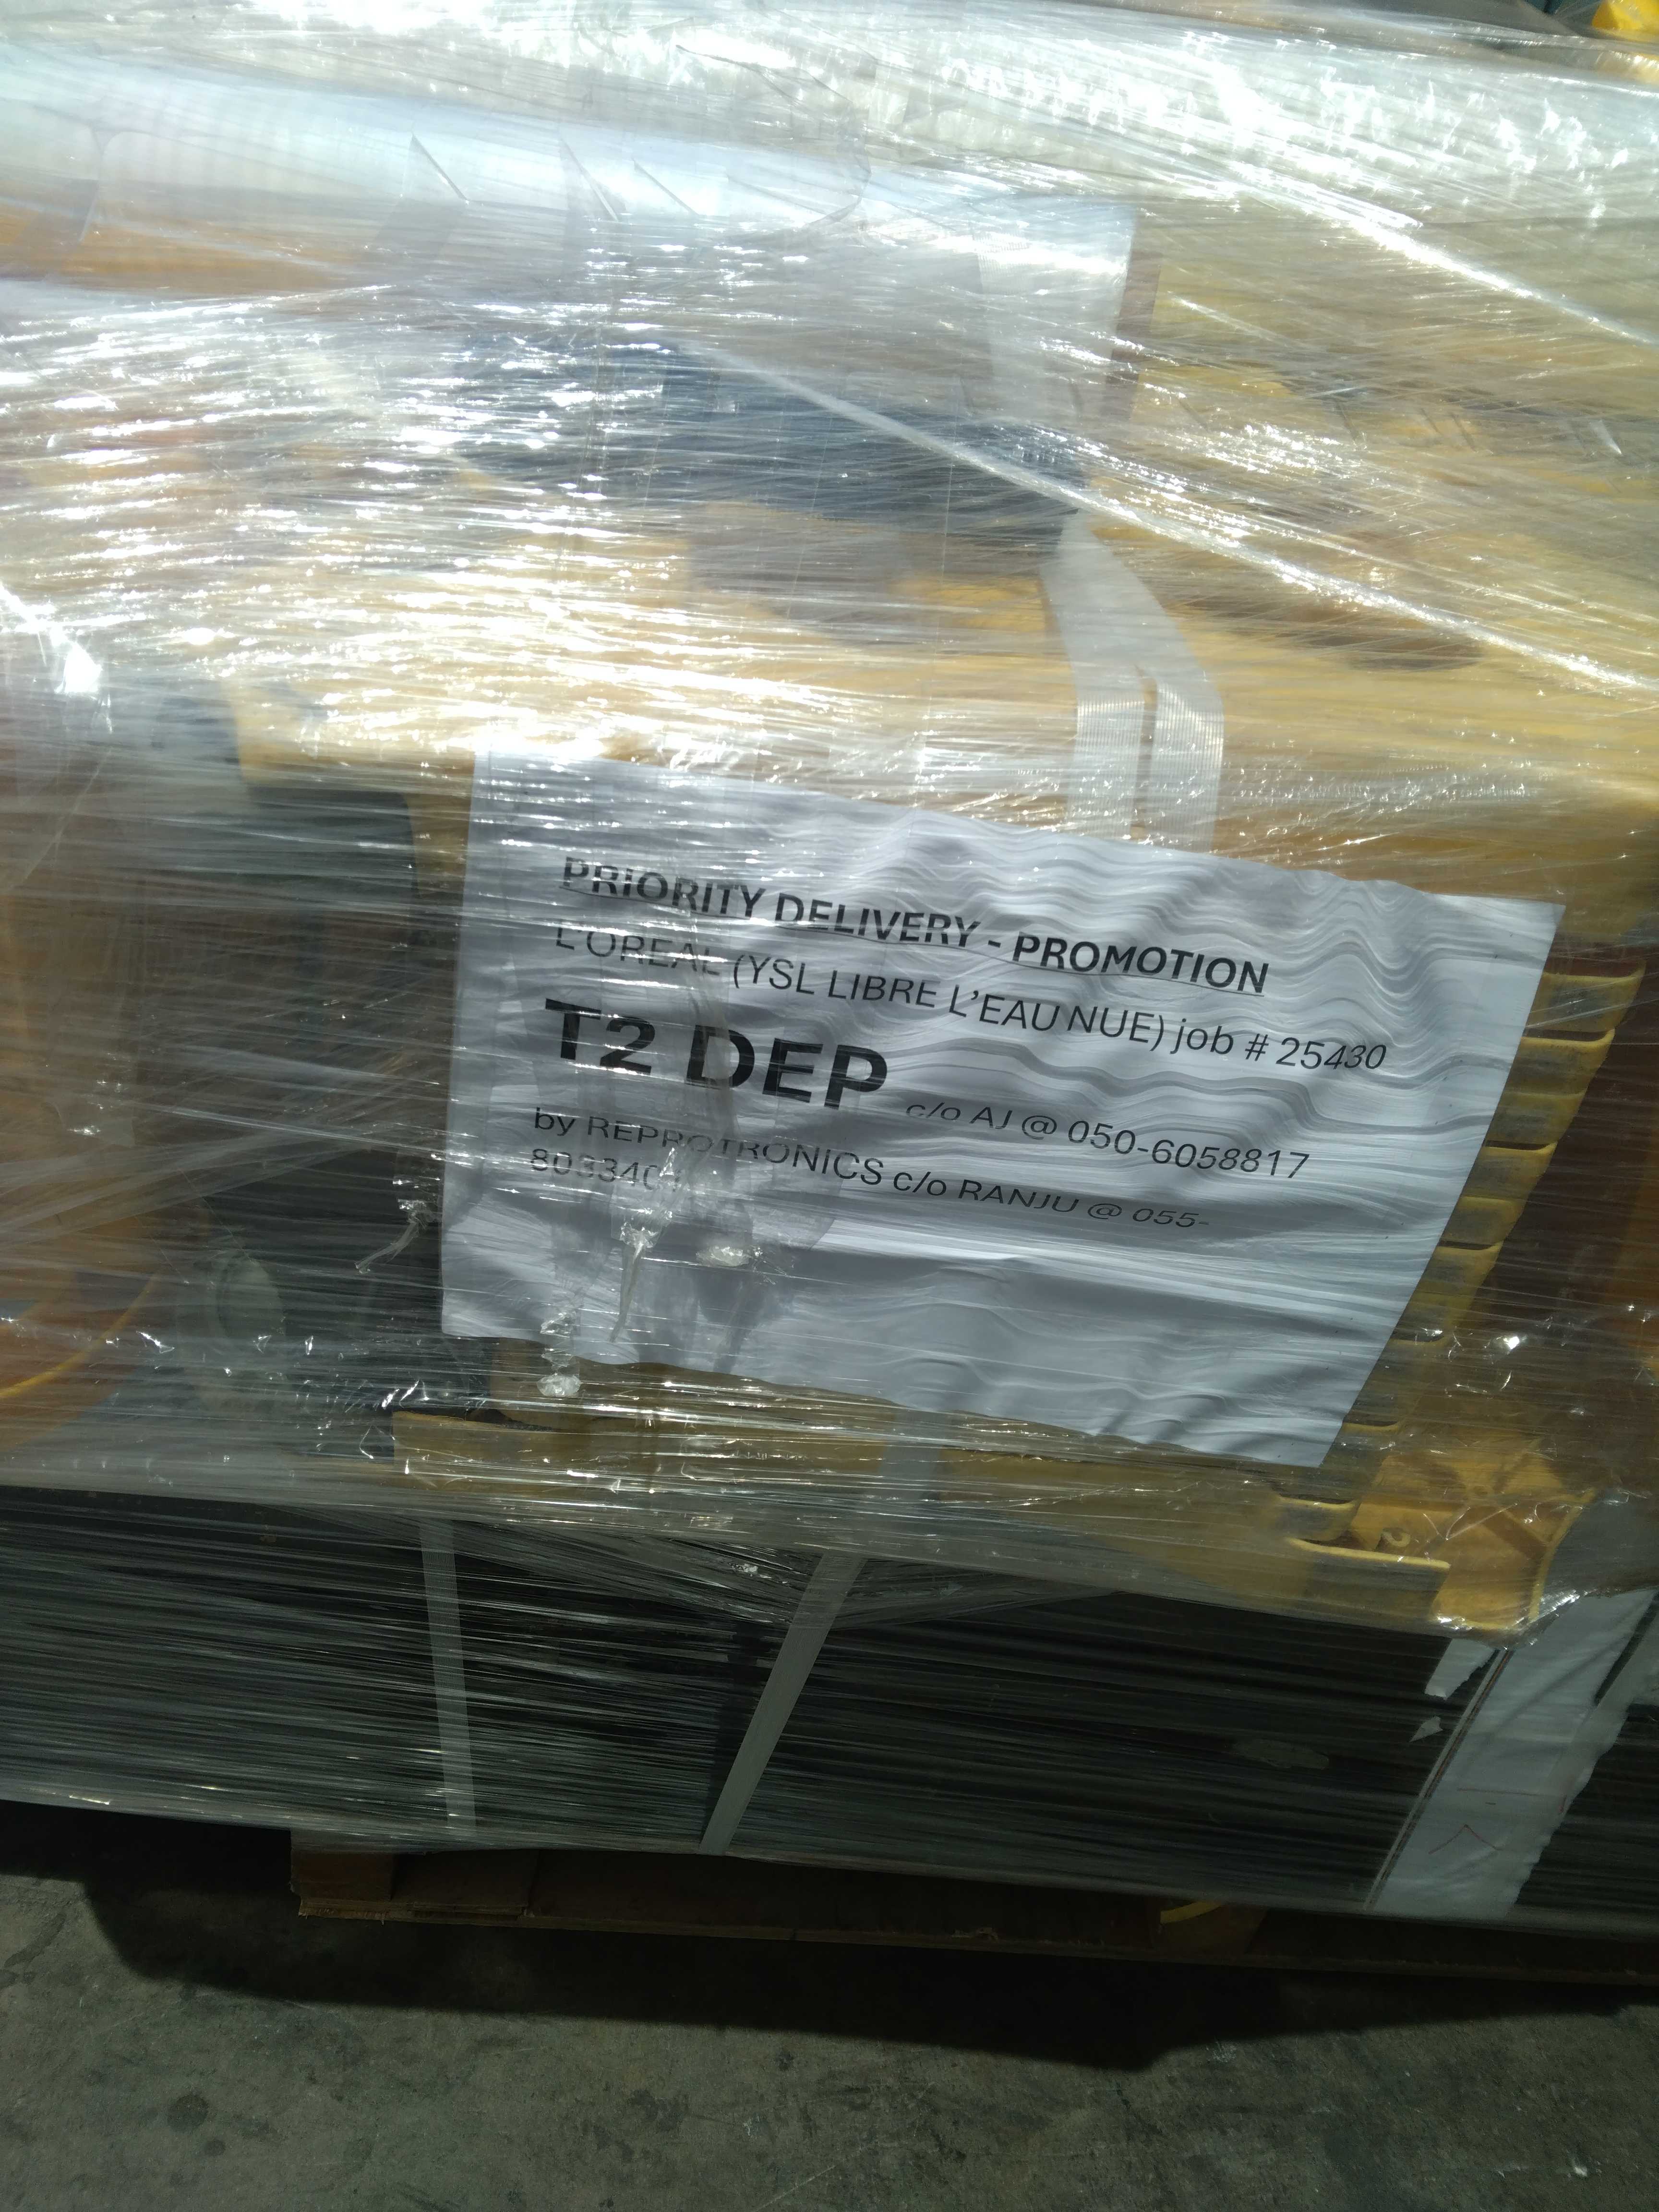 PRIORITY DELIVERY - PROMOTION
L'OREAL (YSL LIBRE L'EAU NUE) job # 25430
T2 DEP c/o AJ @ 050-6058817
by REPROTRONICS c/o RANJU @ 055-